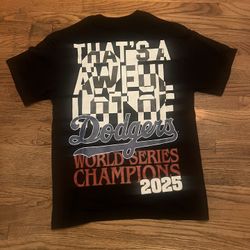 THAT'S A
AWFUL
LOT OF
Dodgers
WORLD SERIES
CHAMPIONS
2025